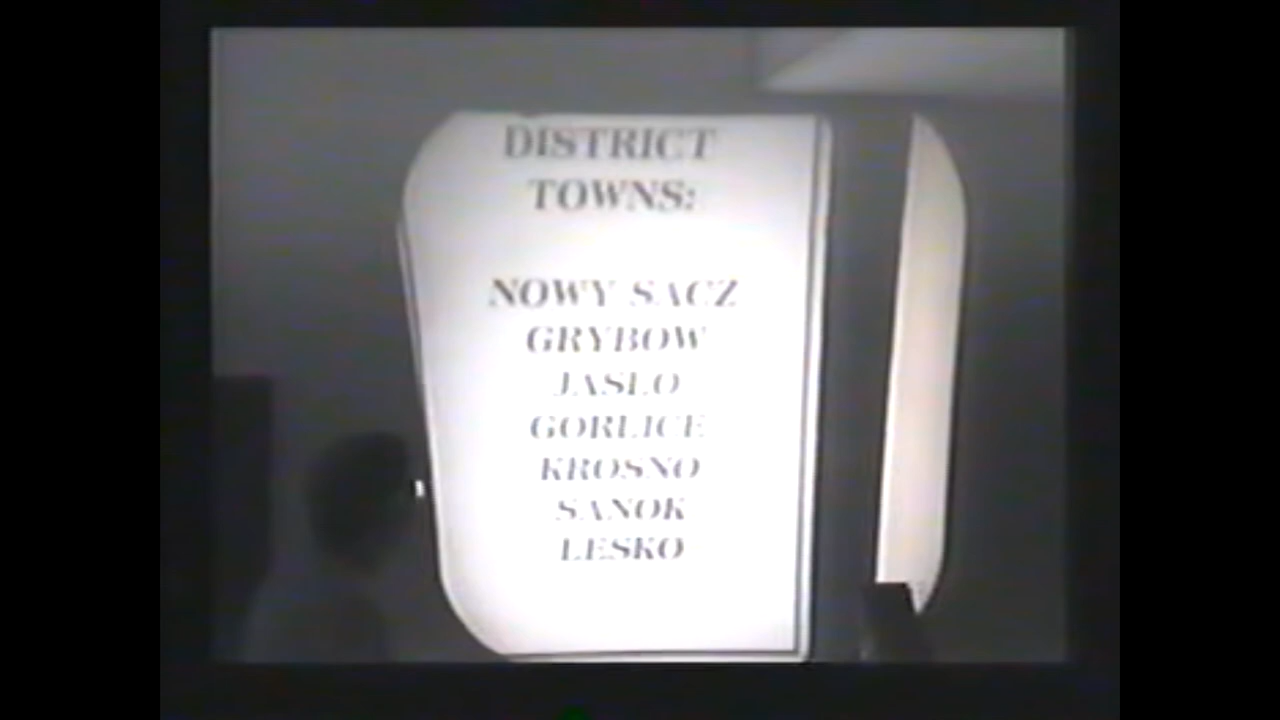 DISTRICT
TOWNS:
NOWY SACZ
GRYBOW
JASLO
GORLICE
KROSNO
SANOK
LESKO